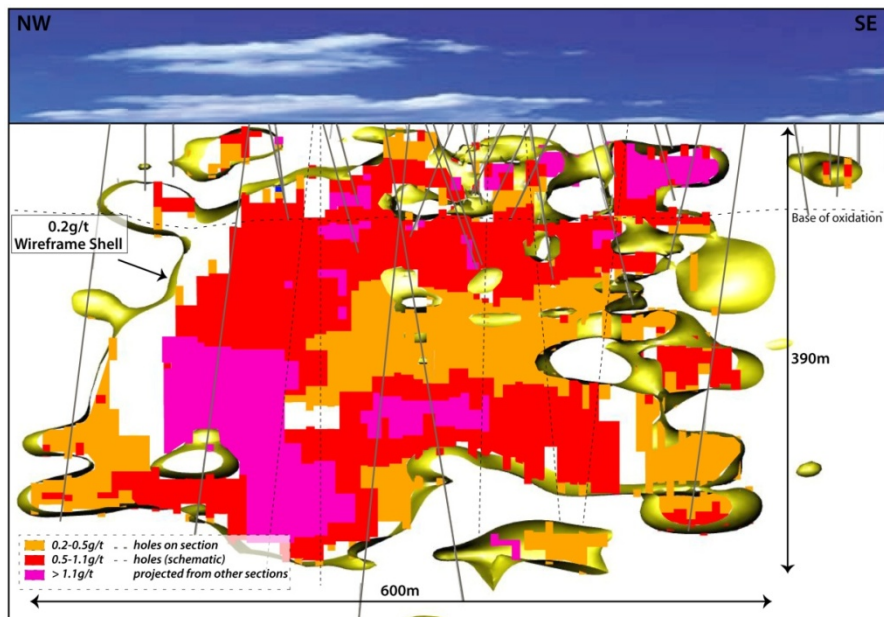 NW
SE
0.2g/t
Wireframe Shell
Base of oxidation
390m
0.2-0.5g/t
holes on section
0.5-1.1g/t
holes (schematic)
> 1.1g/t
projected from other sections
600m